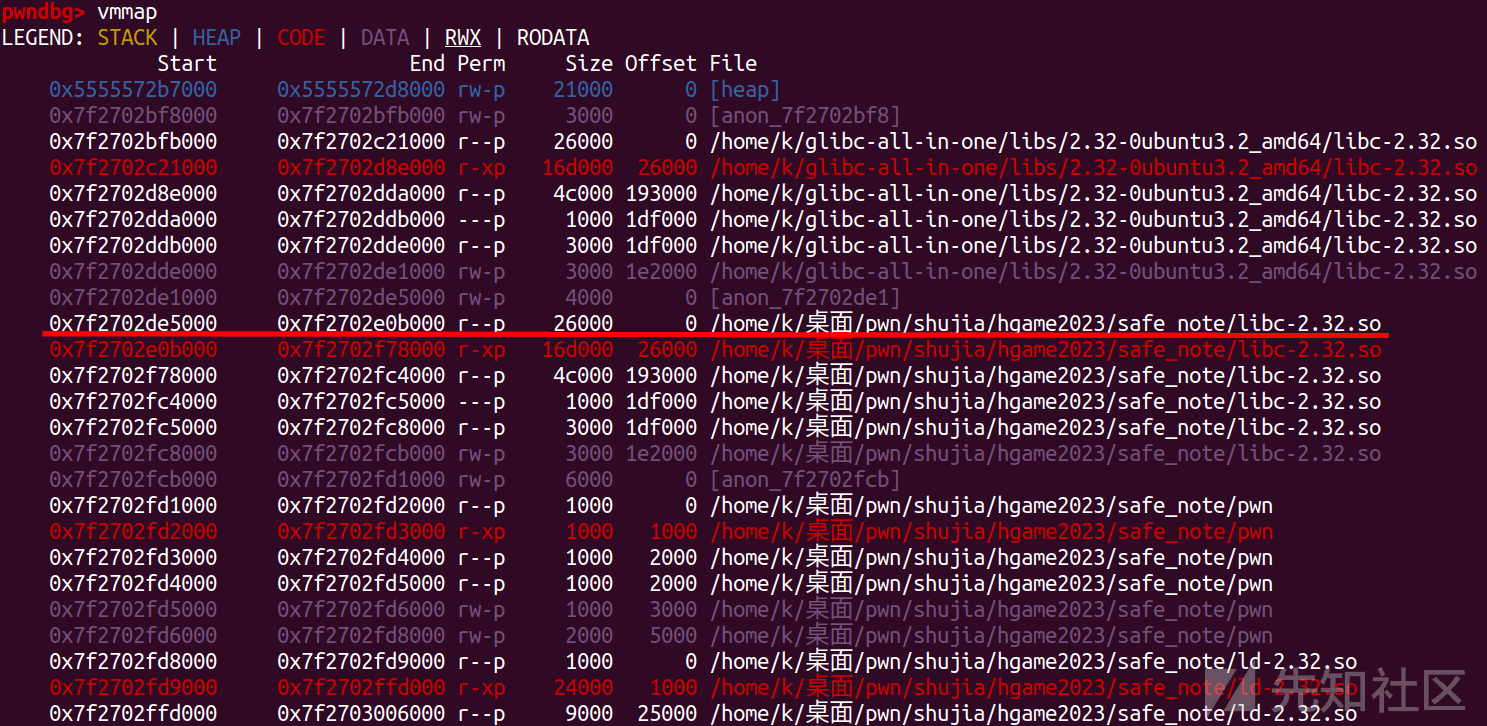 pwndbg> vmmap
LEGEND: STACK | HEAP | CODE | DATA | RWX | RODATA
Start End Perm Size Offset File
0x5555572b7000 0x5555572d8000 rw-p 21000 0 [heap]
0x7f2702bf8000 0x7f2702bfb000 rw-p 3000 0 [anon_7f2702bf8]
0x7f2702bfb000 0x7f2702c21000 r--p 26000 0 /home/k/glibc-all-in-one/libs/2.32-0ubuntu3.2_amd64/libc-2.32.so
0x7f2702c21000 0x7f2702d8e000 r-xp 16d000 26000 /home/k/glibc-all-in-one/libs/2.32-0ubuntu3.2_amd64/libc-2.32.so
0x7f2702d8e000 0x7f2702dda000 r--p 4c000 193000 /home/k/glibc-all-in-one/libs/2.32-0ubuntu3.2_amd64/libc-2.32.so
0x7f2702dda000 0x7f2702ddb000 ---p 1000 1df000 /home/k/glibc-all-in-one/libs/2.32-0ubuntu3.2_amd64/libc-2.32.so
0x7f2702ddb000 0x7f2702dde000 r--p 3000 1df000 /home/k/glibc-all-in-one/libs/2.32-0ubuntu3.2_amd64/libc-2.32.so
0x7f2702dde000 0x7f2702de1000 rw-p 3000 1e2000 /home/k/glibc-all-in-one/libs/2.32-0ubuntu3.2_amd64/libc-2.32.so
0x7f2702de1000 0x7f2702de5000 rw-p 4000 0 [anon_7f2702de1]
0x7f2702de5000 0x7f2702e0b000 r--p 26000 0 /home/k/桌面/pwn/shujia/hgame2023/safe_note/libc-2.32.so
0x7f2702e0b000 0x7f2702f78000 r-xp 16d000 26000 /home/k/桌面/pwn/shujia/hgame2023/safe_note/libc-2.32.so
0x7f2702f78000 0x7f2702fc4000 r--p 4c000 193000 /home/k/桌面/pwn/shujia/hgame2023/safe_note/libc-2.32.so
0x7f2702fc4000 0x7f2702fc5000 ---p 1000 1df000 /home/k/桌面/pwn/shujia/hgame2023/safe_note/libc-2.32.so
0x7f2702fc5000 0x7f2702fc8000 r--p 3000 1df000 /home/k/桌面/pwn/shujia/hgame2023/safe_note/libc-2.32.so
0x7f2702fc8000 0x7f2702fcb000 rw-p 3000 1e2000 /home/k/桌面/pwn/shujia/hgame2023/safe_note/libc-2.32.so
0x7f2702fcb000 0x7f2702fd1000 rw-p 6000 0 [anon_7f2702fcb]
0x7f2702fd1000 0x7f2702fd2000 r--p 1000 0 /home/k/桌面/pwn/shujia/hgame2023/safe_note/pwn
0x7f2702fd2000 0x7f2702fd3000 r-xp 1000 1000 /home/k/桌面/pwn/shujia/hgame2023/safe_note/pwn
0x7f2702fd3000 0x7f2702fd4000 r--p 1000 2000 /home/k/桌面/pwn/shujia/hgame2023/safe_note/pwn
0x7f2702fd4000 0x7f2702fd5000 r--p 1000 2000 /home/k/桌面/pwn/shujia/hgame2023/safe_note/pwn
0x7f2702fd5000 0x7f2702fd6000 rw-p 1000 3000 /home/k/桌面/pwn/shujia/hgame2023/safe_note/pwn
0x7f2702fd6000 0x7f2702fd8000 rw-p 2000 5000 /home/k/桌面/pwn/shujia/hgame2023/safe_note/pwn
0x7f2702fd8000 0x7f2702fd9000 r--p 1000 0 /home/k/桌面/pwn/shujia/hgame2023/safe_note/ld-2.32.so
0x7f2702fd9000 0x7f2702ffd000 r-xp 24000 1000 /home/k/桌面/pwn/shujia/hgame2023/safe_note/ld-2.32.so
0x7f2702ffd000 0x7f2703006000 r--p 9000 25000 /home/k/桌面/pwn/shujia/hgame2023/safe_note/ld-2.32.so
先知社区